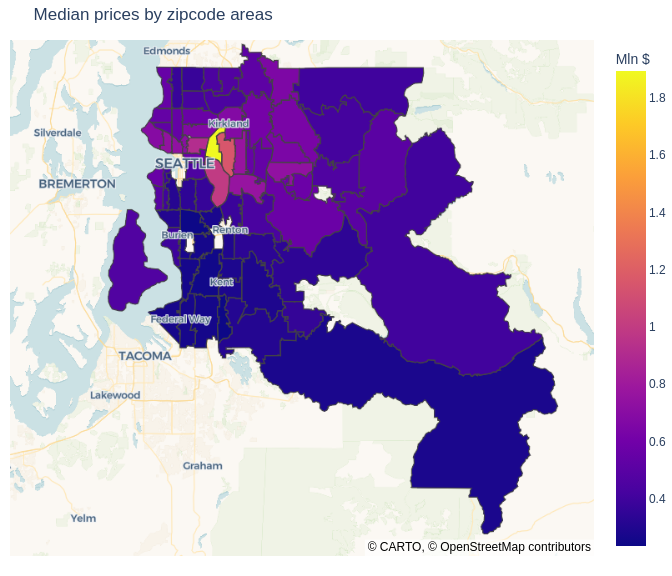 Median prices by zipcode areas
Edmonds
Mln $
1.8
Kirkland
Silverdale
SEATTLE
1.6
BREMERTON
1.4
Burien
Renton
1.2
Kent
Federal Way
1
TACOMA
0.8
Lakewood
0.6
Graham
0.4
Yelm
© CARTO, © OpenStreetMap contributors